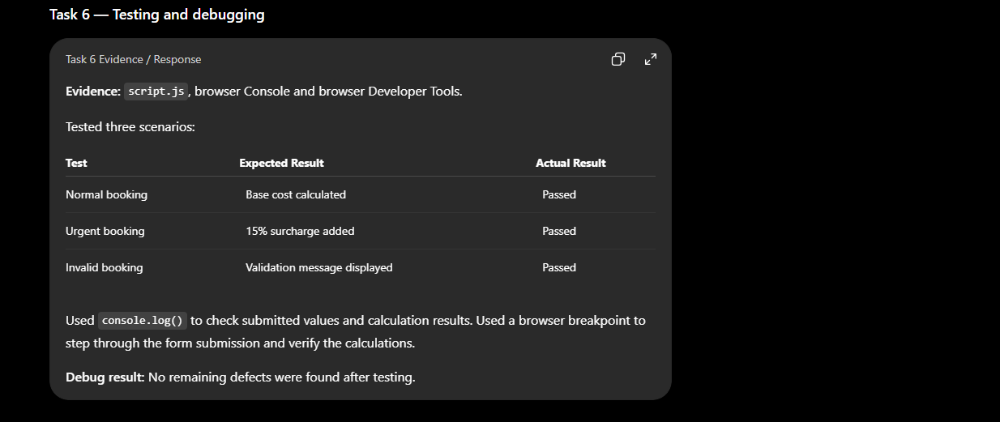 Task 6 — Testing and debugging
Task 6 Evidence / Response
Evidence: script.js, browser Console and browser Developer Tools.
Tested three scenarios:
Test Expected Result Actual Result
Normal booking Base cost calculated Passed
Urgent booking 15% surcharge added Passed
Invalid booking Validation message displayed Passed
Used console.log() to check submitted values and calculation results. Used a browser breakpoint to
step through the form submission and verify the calculations.
Debug result: No remaining defects were found after testing.